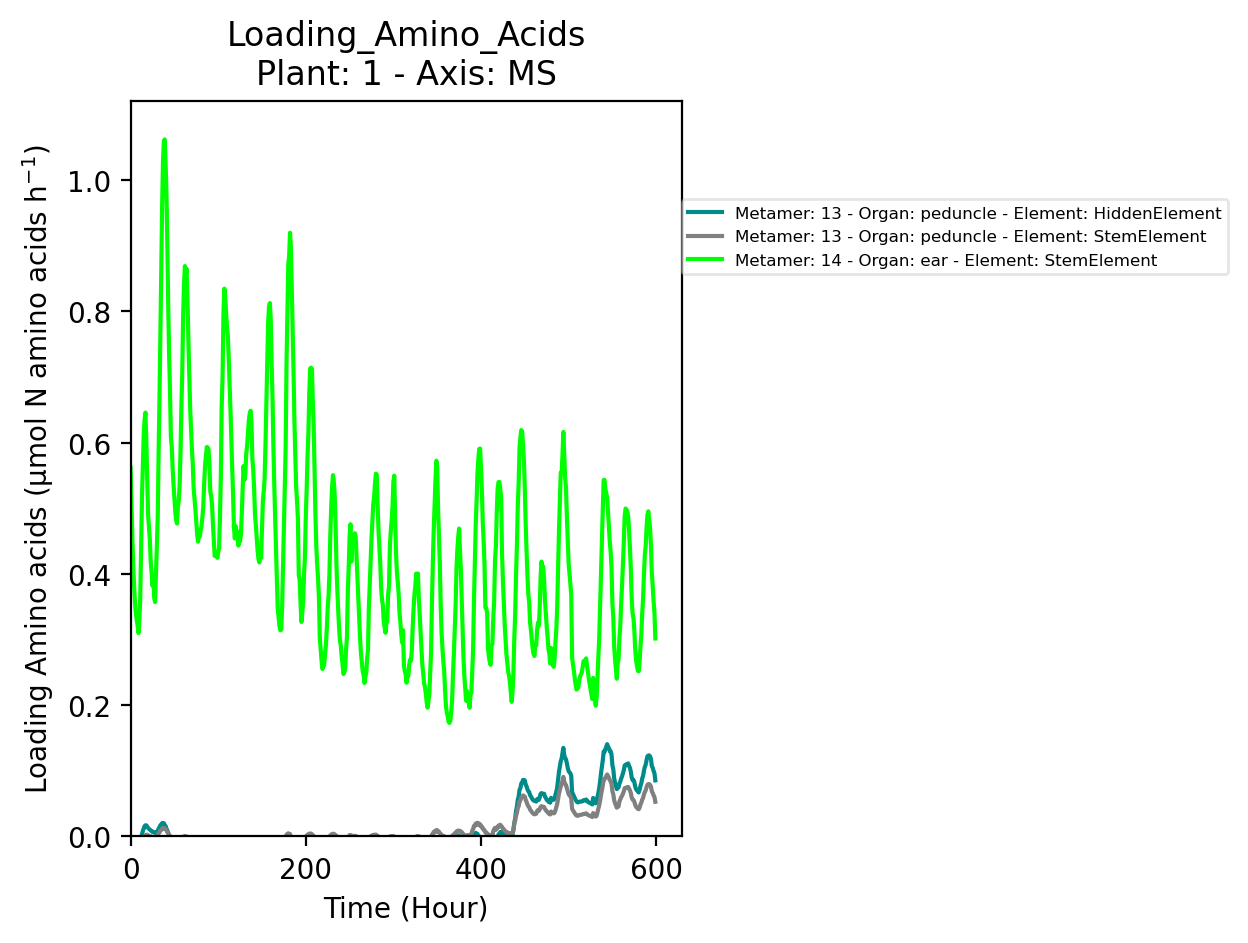 Loading_Amino_Acids
Plant: 1 - Axis: MS
Loading Amino acids (µmol N amino acids h⁻¹)
1.0
0.8
0.6
0.4
0.2
0.0
0 200 400 600
Time (Hour)
Metamer: 13 - Organ: peduncle - Element: HiddenElement
Metamer: 13 - Organ: peduncle - Element: StemElement
Metamer: 14 - Organ: ear - Element: StemElement